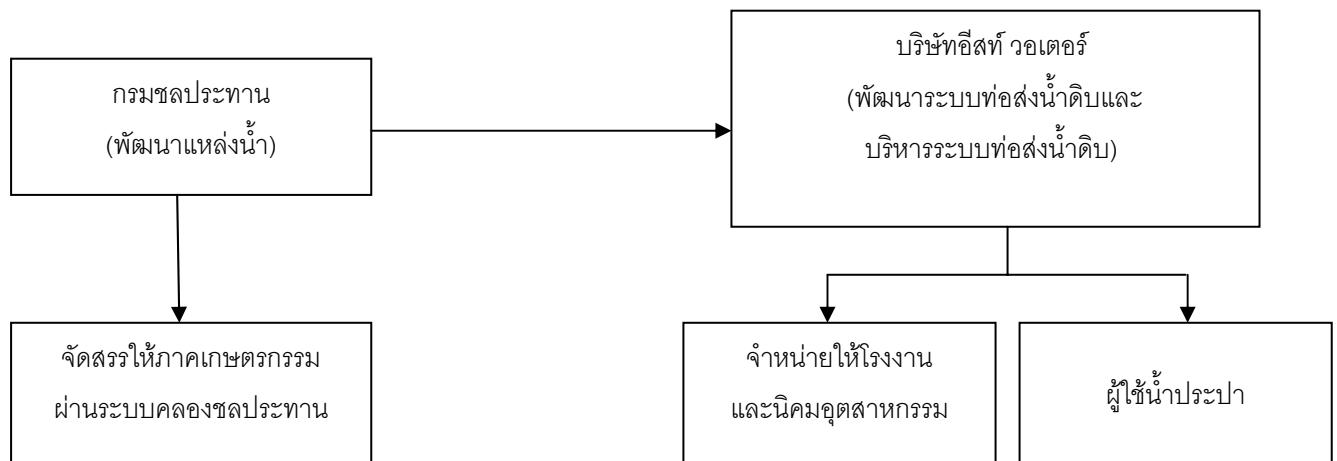 กรมชลประทาน
(พัฒนาแหล่งน้ำ)
บริษัทอีสท์ วอเตอร์
(พัฒนาระบบท่อส่งน้ำดิบและ
บริหารระบบท่อส่งน้ำดิบ)
จัดสรรให้ภาคเกษตรกรรม
ผ่านระบบคลองชลประทาน
จำหน่ายให้โรงงาน
และนิคมอุตสาหกรรม
ผู้ใช้น้ำประปา